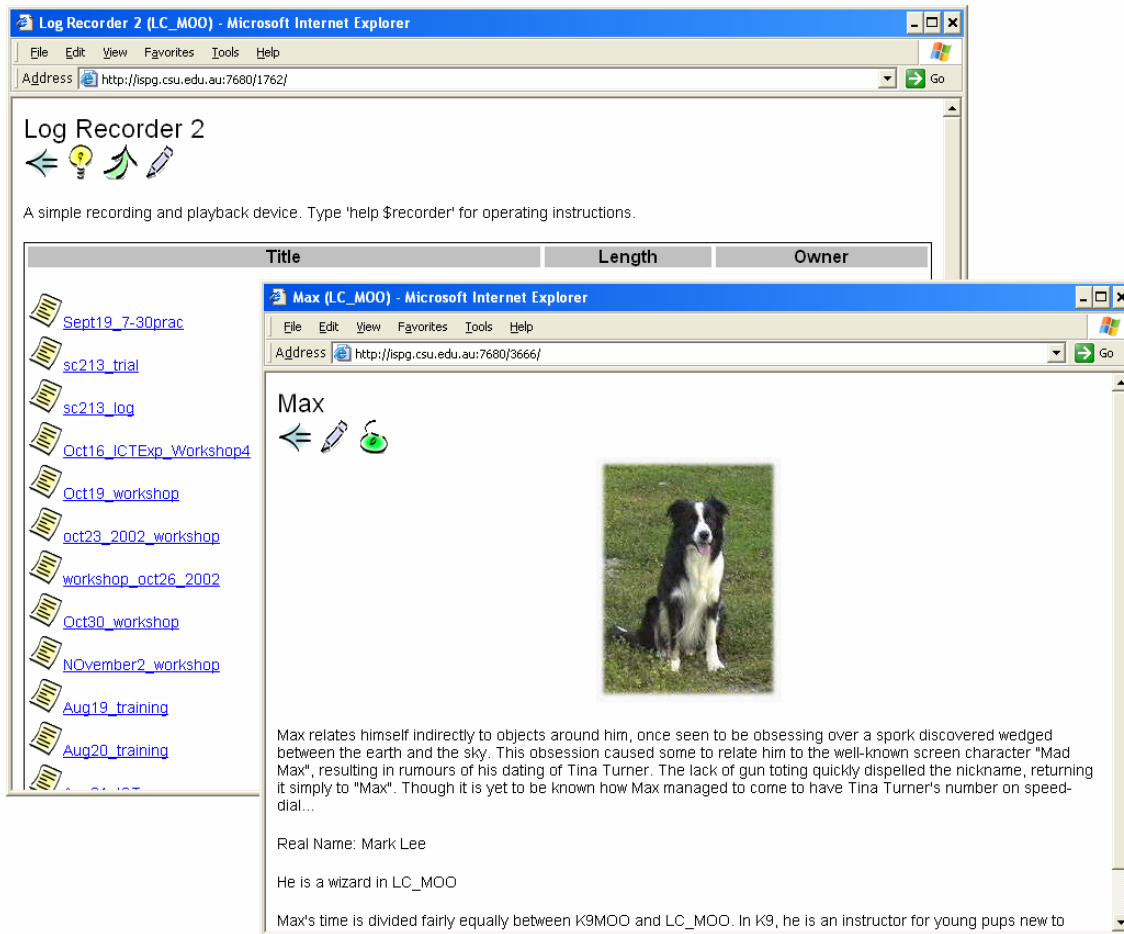 Log Recorder 2 (LC_MOO) - Microsoft Internet Explorer
File Edit View Favorites Tools Help
Address http://ispg.csu.edu.au:7680/1762/ Go
Log Recorder 2
A simple recording and playback device. Type 'help $recorder' for operating instructions.
Title Length Owner
Sept19_7-30prac
sc213_trial
sc213_log
Oct16_ICTExp_Workshop4
Oct19_workshop
oct23_2002_workshop
workshop_oct26_2002
Oct30_workshop
NOvember2_workshop
Aug19_training
Aug20_training
Max (LC_MOO) - Microsoft Internet Explorer
File Edit View Favorites Tools Help
Address http://ispg.csu.edu.au:7680/3666/ Go
Max
Max relates himself indirectly to objects around him, once seen to be obsessing over a spork discovered wedged
between the earth and the sky. This obsession caused some to relate him to the well-known screen character "Mad
Max", resulting in rumours of his dating of Tina Turner. The lack of gun toting quickly dispelled the nickname, returning
it simply to "Max". Though it is yet to be known how Max managed to come to have Tina Turner's number on speed-
dial...
Real Name: Mark Lee
He is a wizard in LC_MOO
Max's time is divided fairly equally between K9MOO and LC_MOO. In K9, he is an instructor for young pups new to